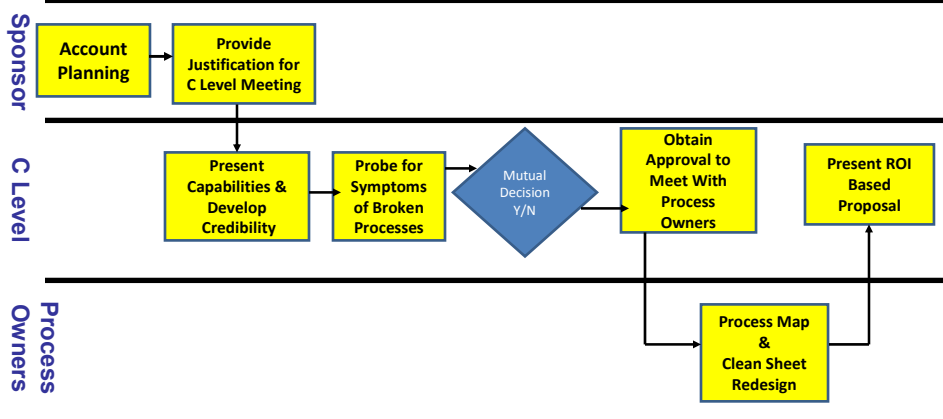 Sponsor
Account
Planning
Provide
Justification for
C Level Meeting
C Level
Present
Capabilities &
Develop
Credibility
Probe for
Symptoms
of Broken
Processes
Mutual
Decision
Y/N
Obtain
Approval to
Meet With
Process
Owners
Present ROI
Based
Proposal
Process
Owners
Process Map
&
Clean Sheet
Redesign